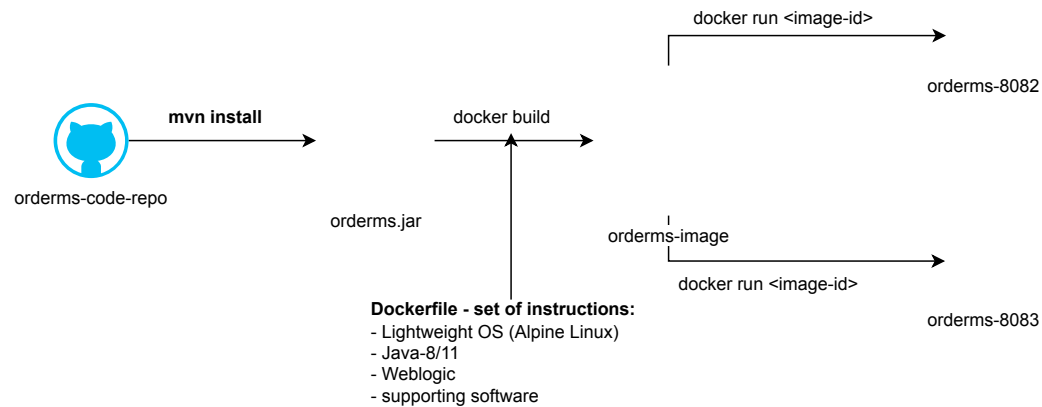 docker run <image-id>
orderms-8082
mvn install
docker build
orderms-code-repo
orderms.jar
orderms-image
docker run <image-id>
Dockerfile - set of instructions:
- Lightweight OS (Alpine Linux)
- Java-8/11
- Weblogic
- supporting software
orderms-8083